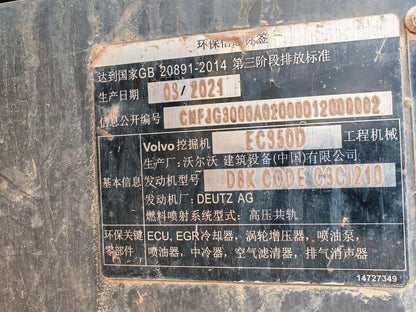 环保信息标签
达到国家GB 20891-2014 第三阶段排放标准
生产日期 09/2021
信息公开编号 CNFJG3000A02000012000002
Volvo挖掘机 EC950D 工程机械
生产厂:沃尔沃 建筑设备(中国)有限公司
基本信息 发动机型号 D8K CODE C9C1210
发动机厂:DEUTZ AG
燃料喷射系统型式:高压共轨
环保关键 ECU, EGR冷却器,涡轮增压器,喷油泵,
零部件 喷油器,中冷器,空气滤清器,排气消声器
14727349